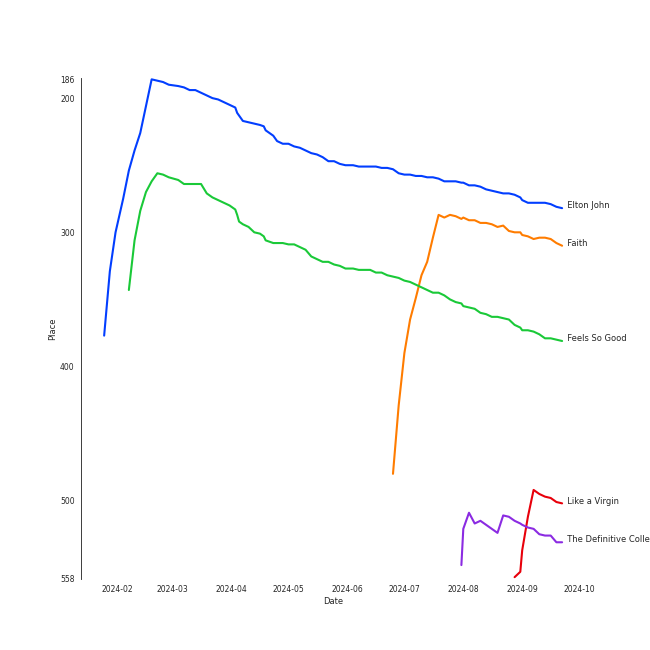 186
200
300
400
500
558
Place
2024-02
2024-03
2024-04
2024-05
2024-06
2024-07
2024-08
2024-09
2024-10
Date
Elton John
Faith
Feels So Good
Like a Virgin
The Definitive Colle